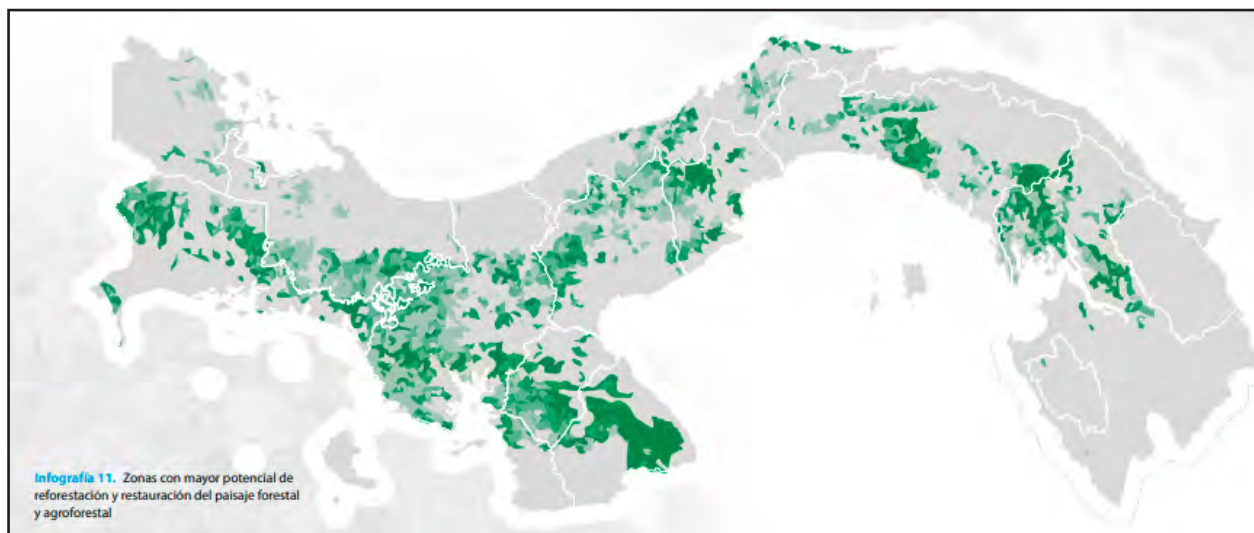 Infografía 11. Zonas con mayor potencial de
reforestación y restauración del paisaje forestal
y agroforestal